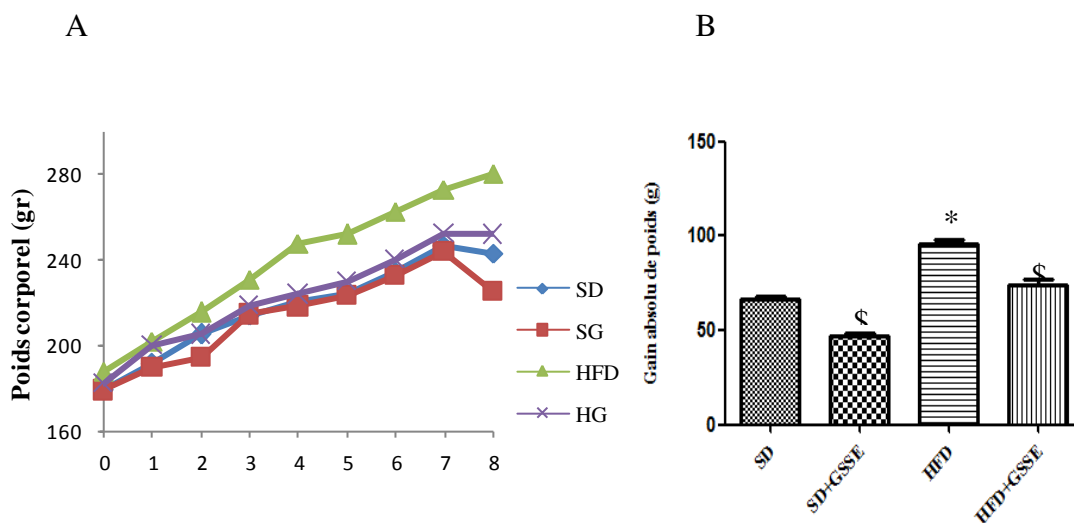 A
B
Poids corporel (gr)
280
240
200
160
0 1 2 3 4 5 6 7 8
SD
SG
HFD
HG
Gain absolu de poids (g)
150
100
50
0
$
*
$
SD
SD+GSSE
HFD
HFD+GSSE